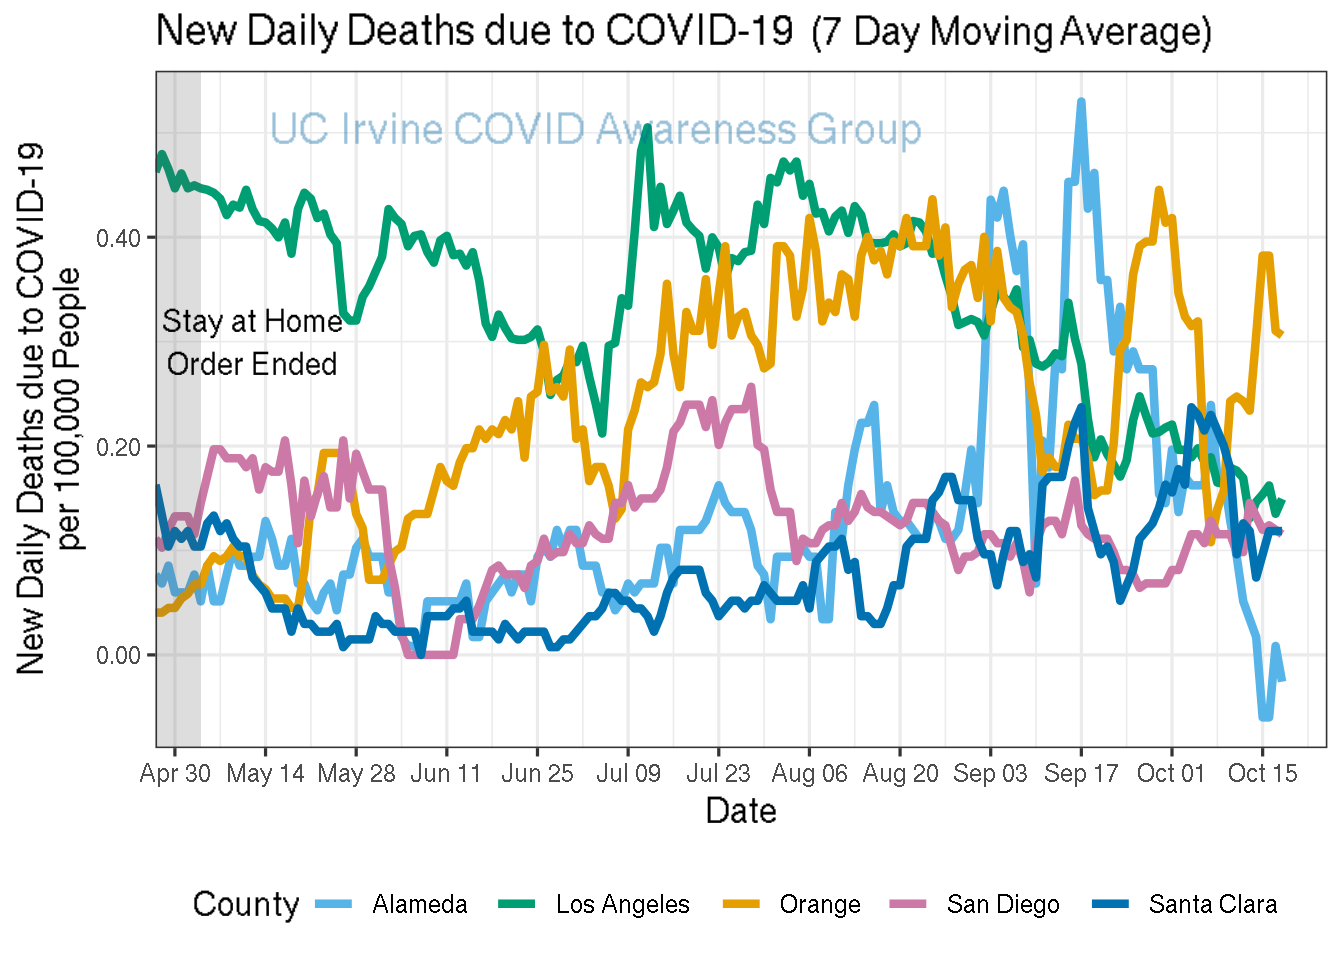 New Daily Deaths due to COVID-19 (7 Day Moving Average)
UC Irvine COVID Awareness Group
New Daily Deaths due to COVID-19
per 100,000 People
0.40
0.20
0.00
Stay at Home
Order Ended
Apr 30 May 14 May 28 Jun 11 Jun 25 Jul 09 Jul 23 Aug 06 Aug 20 Sep 03 Sep 17 Oct 01 Oct 15
Date
County Alameda Los Angeles Orange San Diego Santa Clara